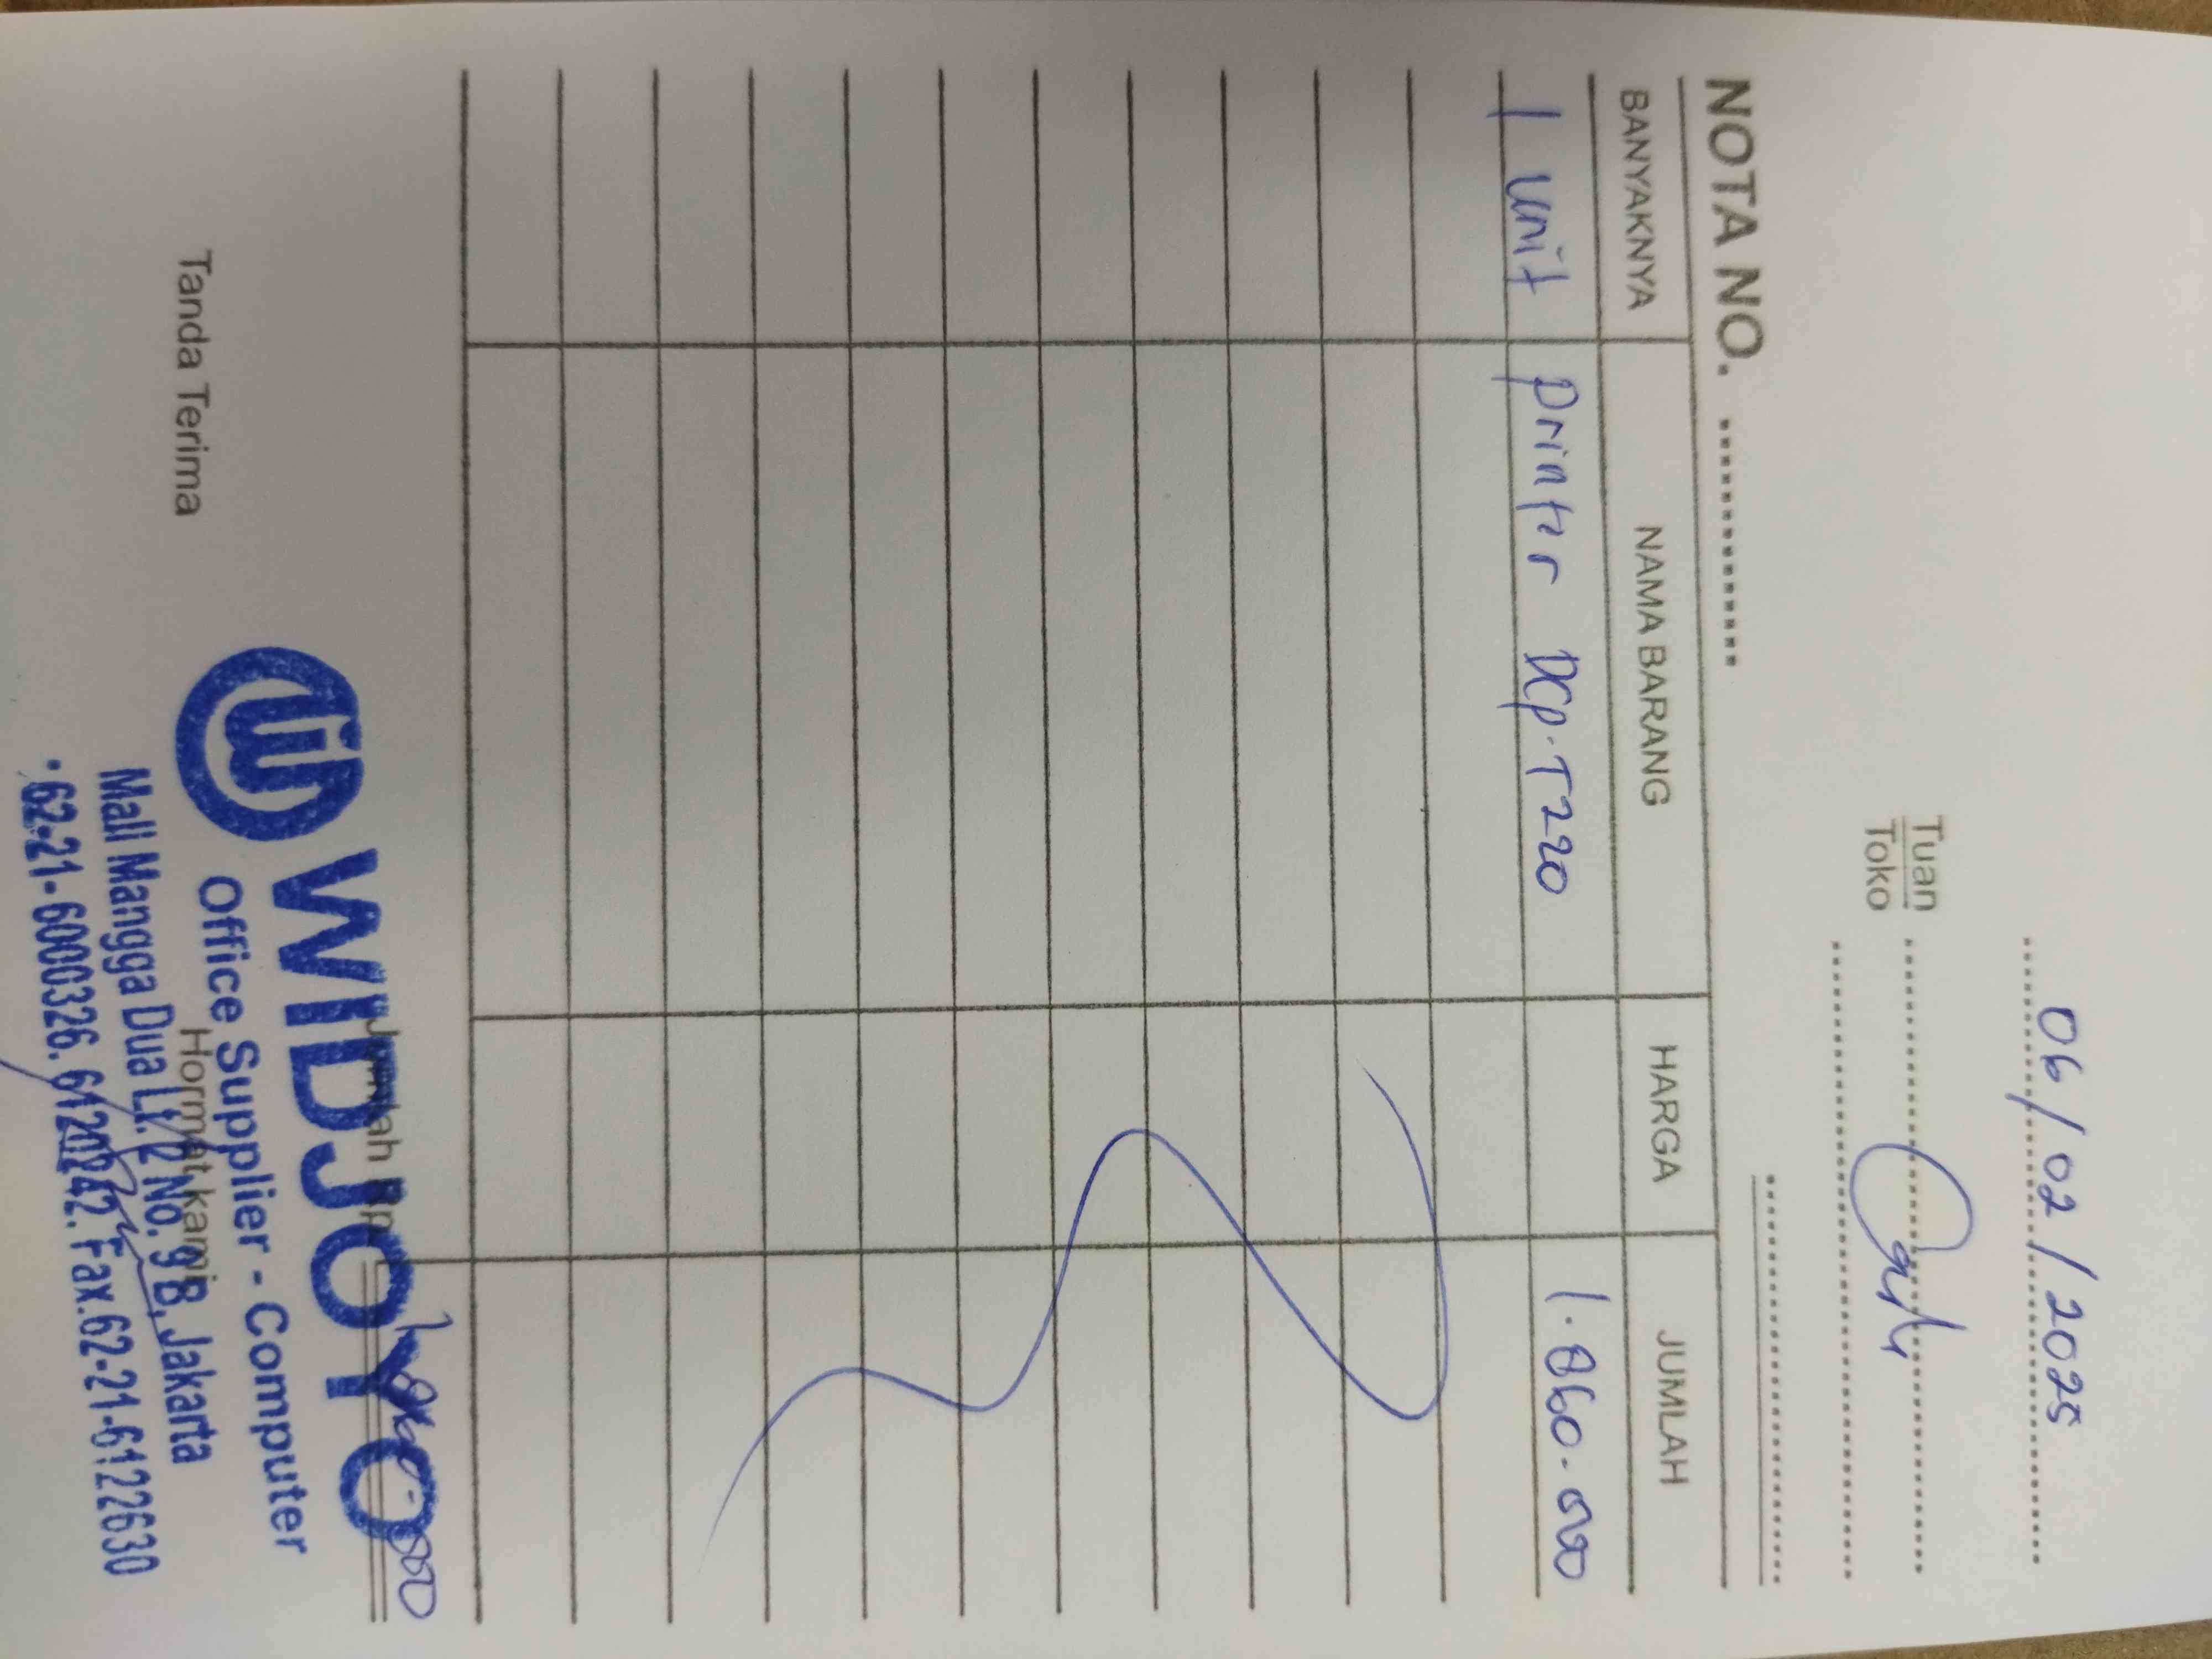 06/02/2025
Tuan
Toko
NOTA NO.
BANYAKNYA NAMA BARANG HARGA JUMLAH
1 unit Printer DCP-T220 1.860.000
Jumlah Rp.
WIDJOYO
Office Supplier - Computer
Tanda Terima Hormat kami,
Mall Mangga Dua Lt. 2 No. 9B, Jakarta
62-21-6000326. 6120242. Fax.62-21-6122630